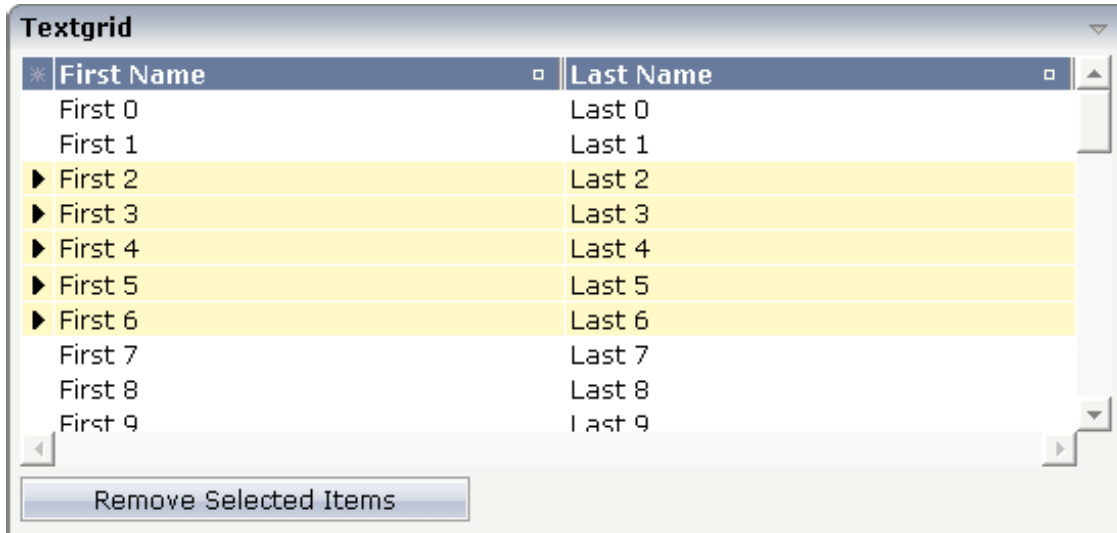 Textgrid
First Name Last Name
First 0 Last 0
First 1 Last 1
First 2 Last 2
First 3 Last 3
First 4 Last 4
First 5 Last 5
First 6 Last 6
First 7 Last 7
First 8 Last 8
First 9 Last 9
Remove Selected Items